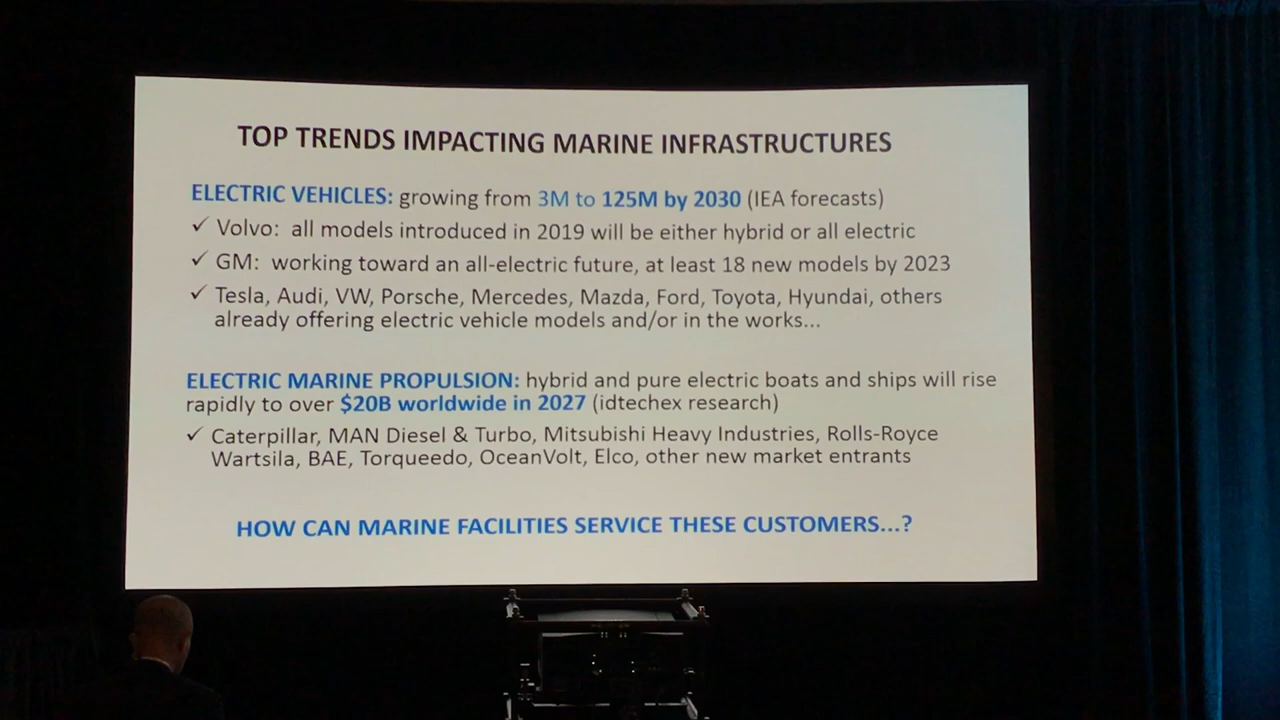 TOP TRENDS IMPACTING MARINE INFRASTRUCTURES
ELECTRIC VEHICLES: growing from 3M to 125M by 2030 (IEA forecasts)
✓ Volvo: all models introduced in 2019 will be either hybrid or all electric
✓ GM: working toward an all-electric future, at least 18 new models by 2023
✓ Tesla, Audi, VW, Porsche, Mercedes, Mazda, Ford, Toyota, Hyundai, others
already offering electric vehicle models and/or in the works...
ELECTRIC MARINE PROPULSION: hybrid and pure electric boats and ships will rise
rapidly to over $20B worldwide in 2027 (idtechex research)
✓ Caterpillar, MAN Diesel & Turbo, Mitsubishi Heavy Industries, Rolls-Royce
Wartsila, BAE, Torqueedo, OceanVolt, Elco, other new market entrants
HOW CAN MARINE FACILITIES SERVICE THESE CUSTOMERS...?